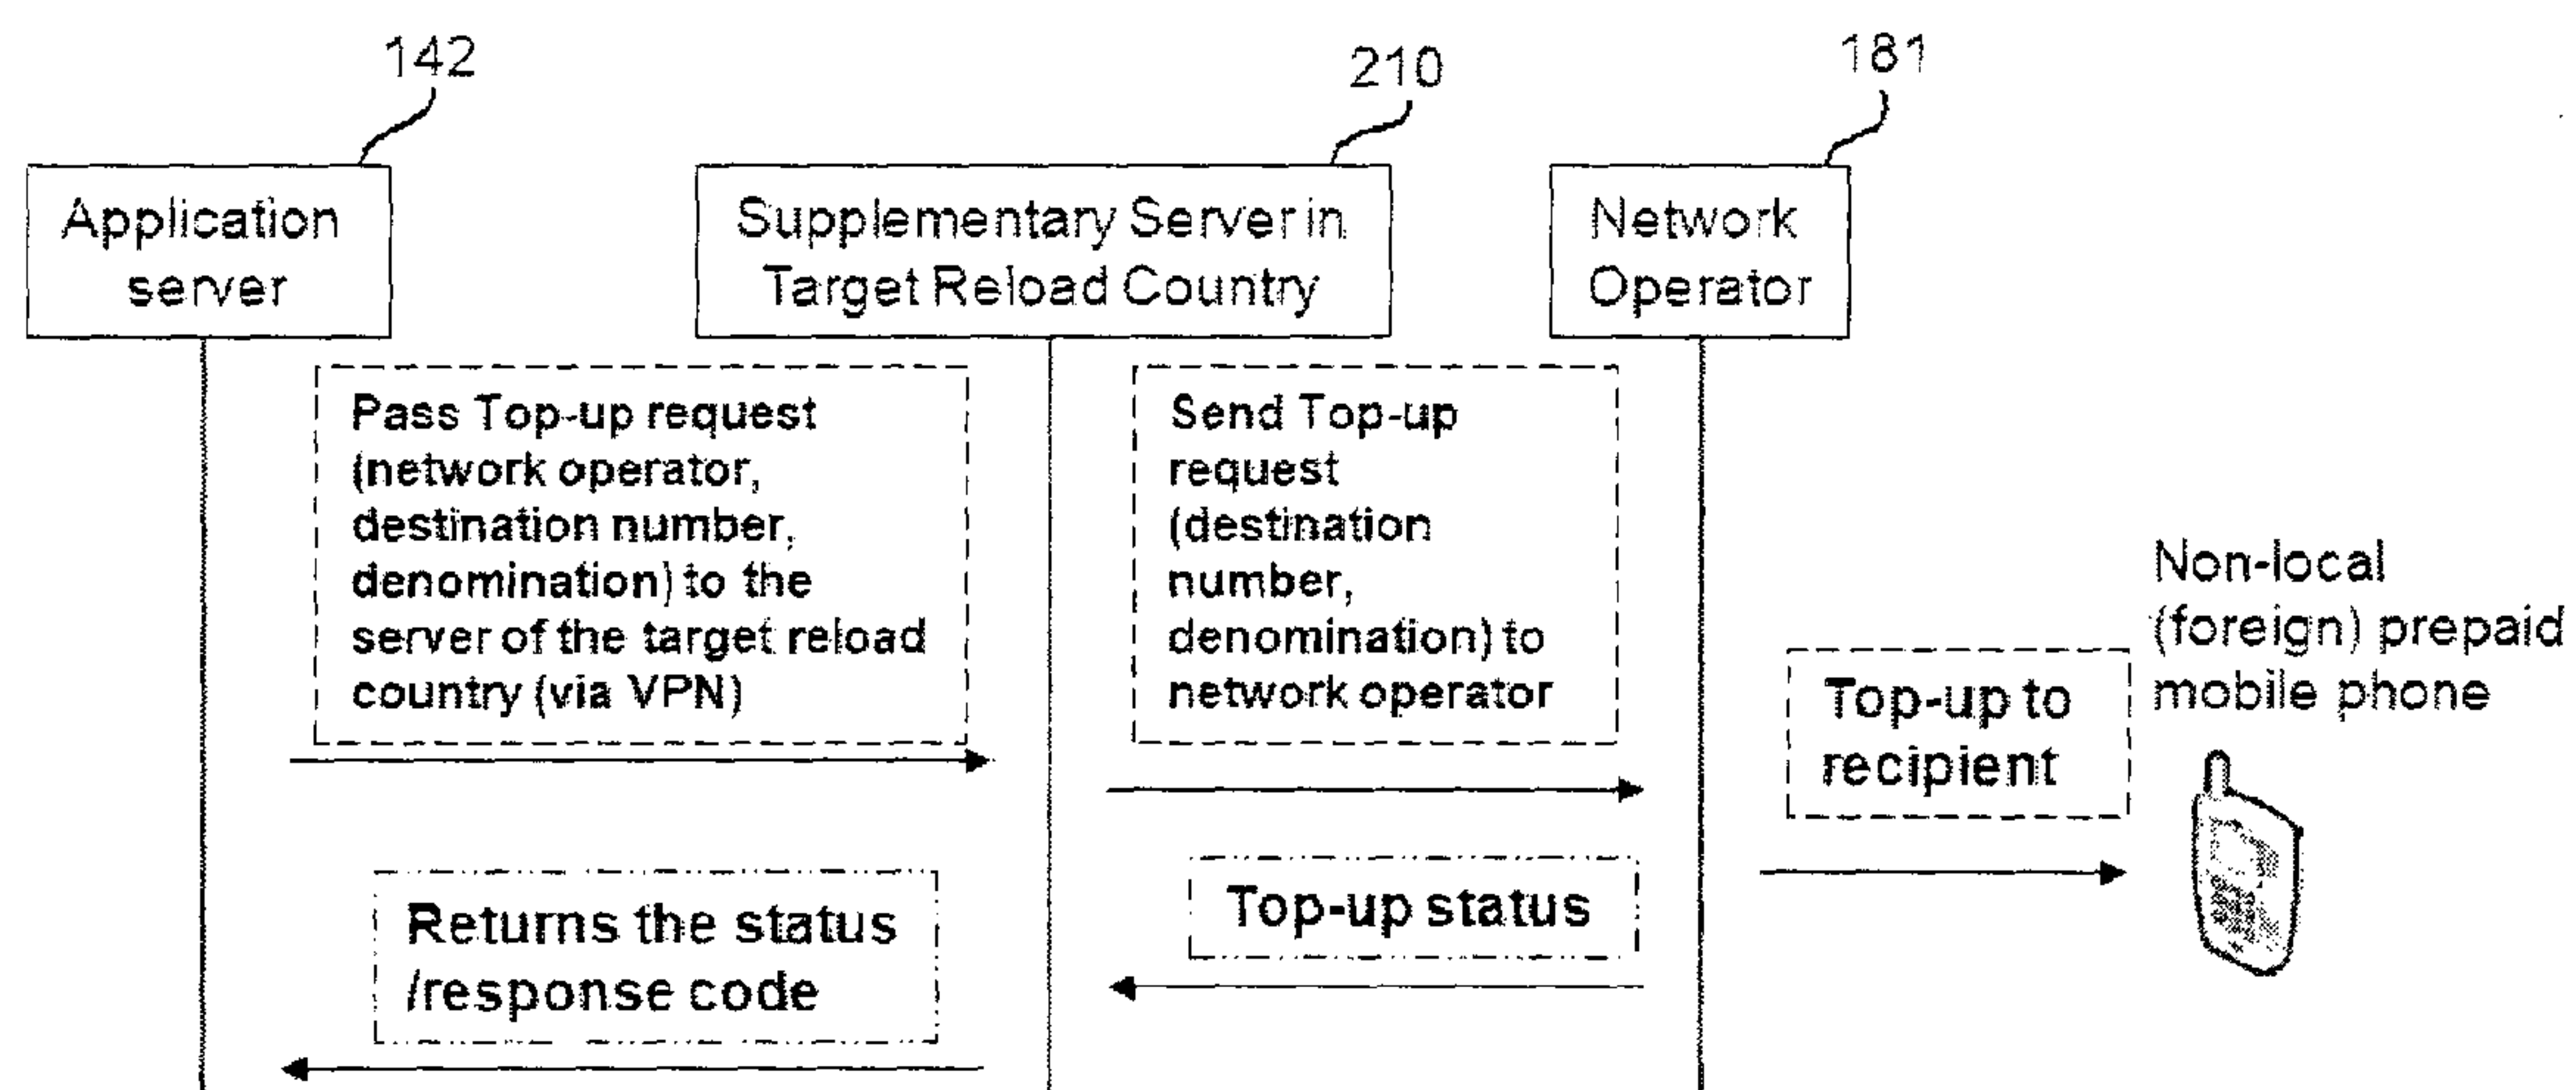 142
210
181
Application
server
Supplementary Server in
Target Reload Country
Network
Operator
Pass Top-up request
(network operator,
destination number,
denomination) to the
server of the target reload
country (via VPN)
Send Top-up
request
(destination
number,
denomination) to
network operator
Top-up to
recipient
Non-local
(foreign) prepaid
mobile phone
Returns the status
/response code
Top-up status